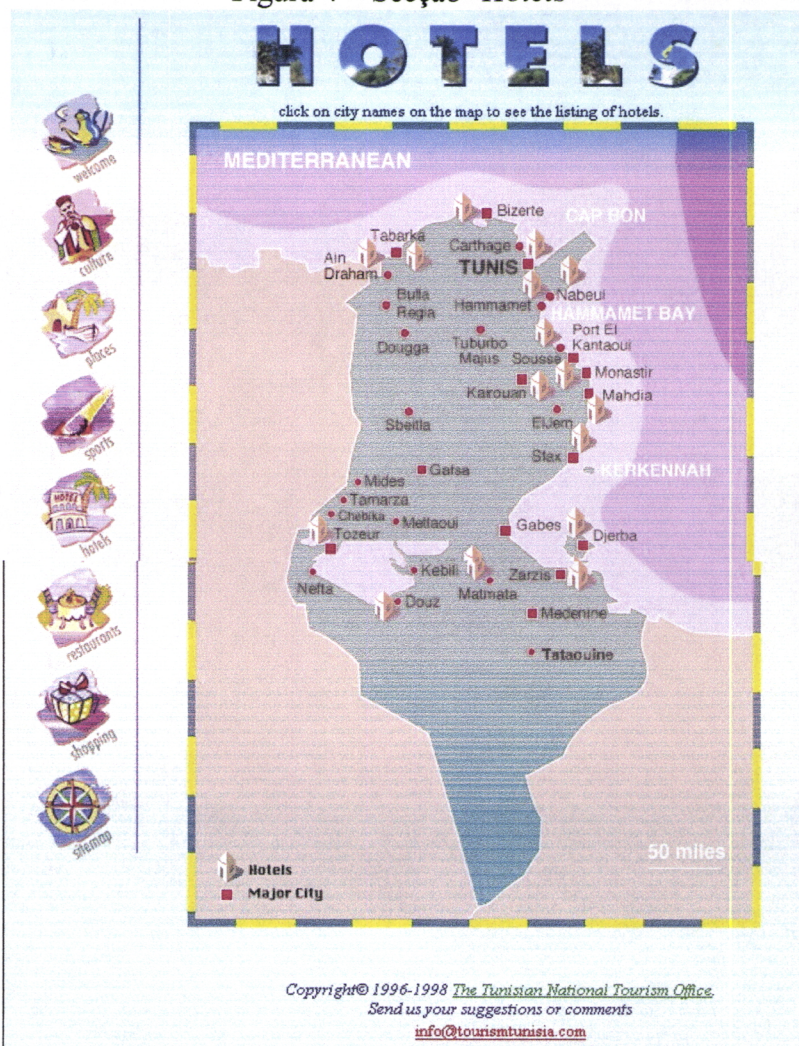 HOTELS
click on city names on the map to see the listing of hotels.
welcome
culture
places
sports
HOTEL
hotels
restaurants
shopping
sitemap
MEDITERRANEAN
Bizerte
CAP BON
Tabarka
Carthage
Ain
Draham
TUNIS
Nabeul
Bulla
Regia
Hammamet
HAMMAMET BAY
Port El
Kantaoui
Dougga
Tuburbo
Majus
Sousse
Monastir
Kairouan
Mahdia
Sbeitla
ElJem
Sfax
KERKENNAH
Gafsa
Mides
Tamarza
Chebika
Metlaoui
Tozeur
Gabes
Djerba
Nefta
Kebili
Matmata
Zarzis
Douz
Medenine
Tataouine
50 miles
Hotels
Major City
Copyright© 1996-1998 The Tunisian National Tourism Office.
Send us your suggestions or comments
info@tourismtunisia.com